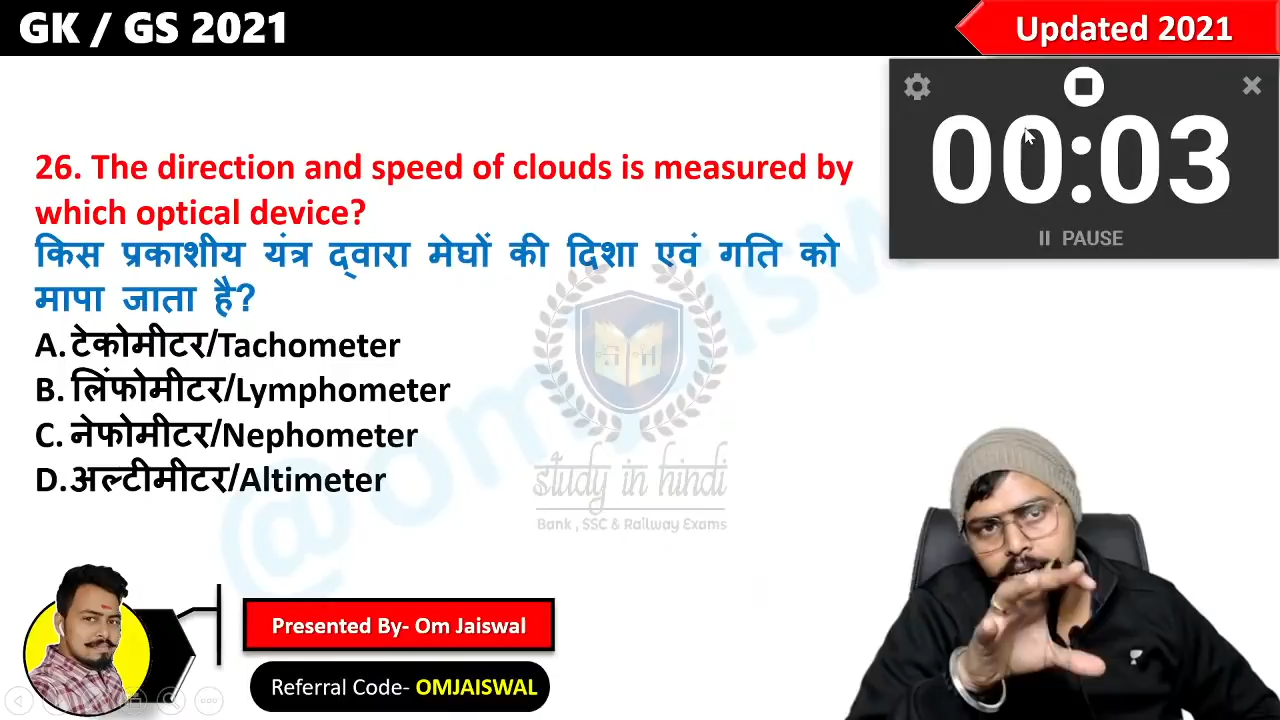 GK / GS 2021
Updated 2021
00:03
II PAUSE
26. The direction and speed of clouds is measured by
which optical device?
किस प्रकाशीय यंत्र द्वारा मेघों की दिशा एवं गति को
मापा जाता है?
A. टेकोमीटर/Tachometer
B. लिंफोमीटर/Lymphometer
C. नेफोमीटर/Nephometer
D. अल्टीमीटर/Altimeter
study in hindi
Bank , SSC & Railway Exams
@omjaisw
Presented By- Om Jaiswal
Referral Code- OMJAISWAL